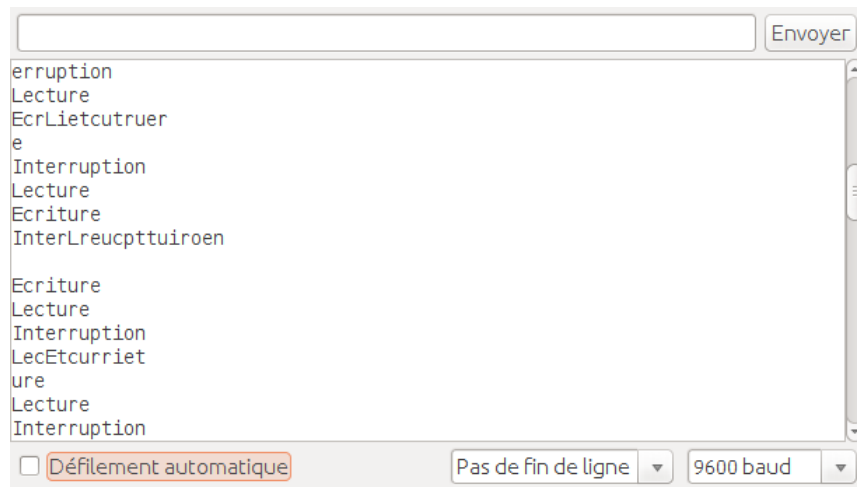 Envoyer
erruption
Lecture
EcrLietcutruer
e
Interruption
Lecture
Ecriture
InterLreucpttuiroen

Ecriture
Lecture
Interruption
LecEtcurriet
ure
Lecture
Interruption
Défilement automatique
Pas de fin de ligne
9600 baud